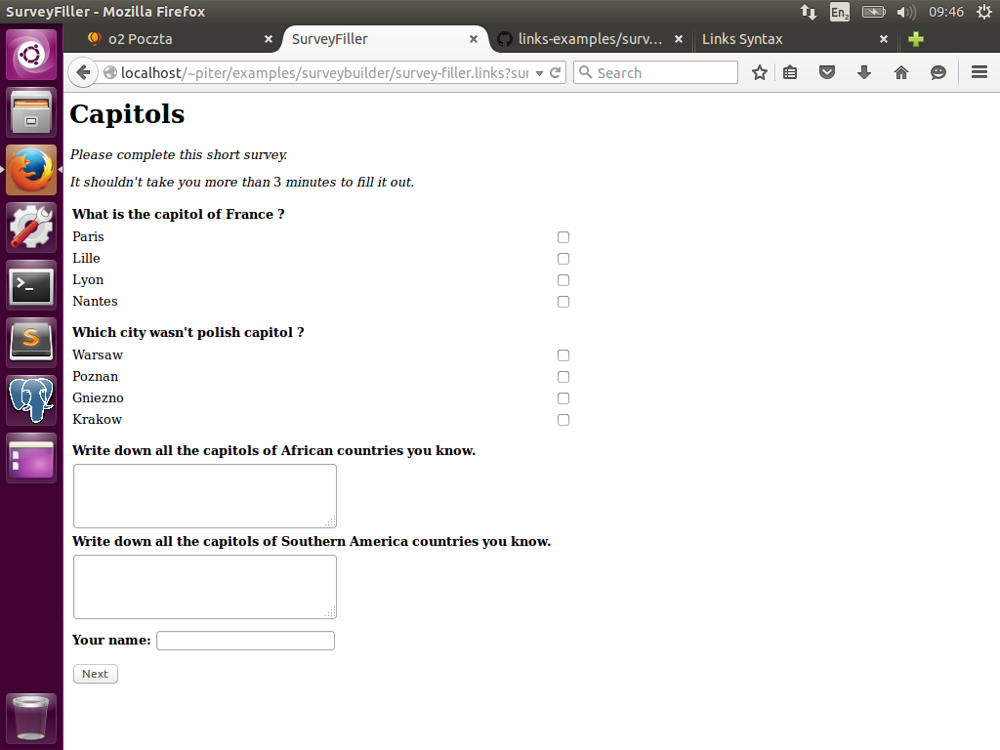 SurveyFiller - Mozilla Firefox
En2
09:46
o2 Poczta
SurveyFiller
links-examples/surv...
Links Syntax
localhost/~piter/examples/surveybuilder/survey-filler.links?sur
Search
Capitols
Please complete this short survey.
It shouldn't take you more than 3 minutes to fill it out.
What is the capitol of France ?
Paris
Lille
Lyon
Nantes
Which city wasn't polish capitol ?
Warsaw
Poznan
Gniezno
Krakow
Write down all the capitols of African countries you know.
Write down all the capitols of Southern America countries you know.
Your name:
Next